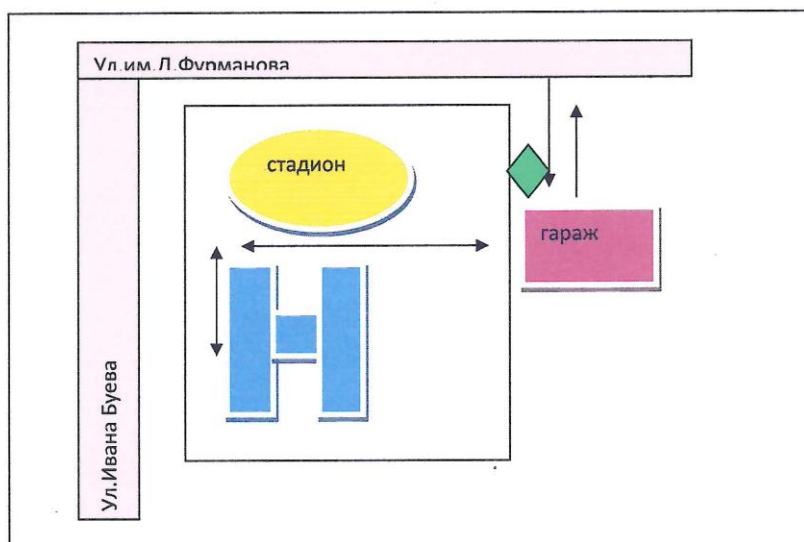 Ул.им.Д.Фурманова
стадион
гараж
Ул.Ивана Буева